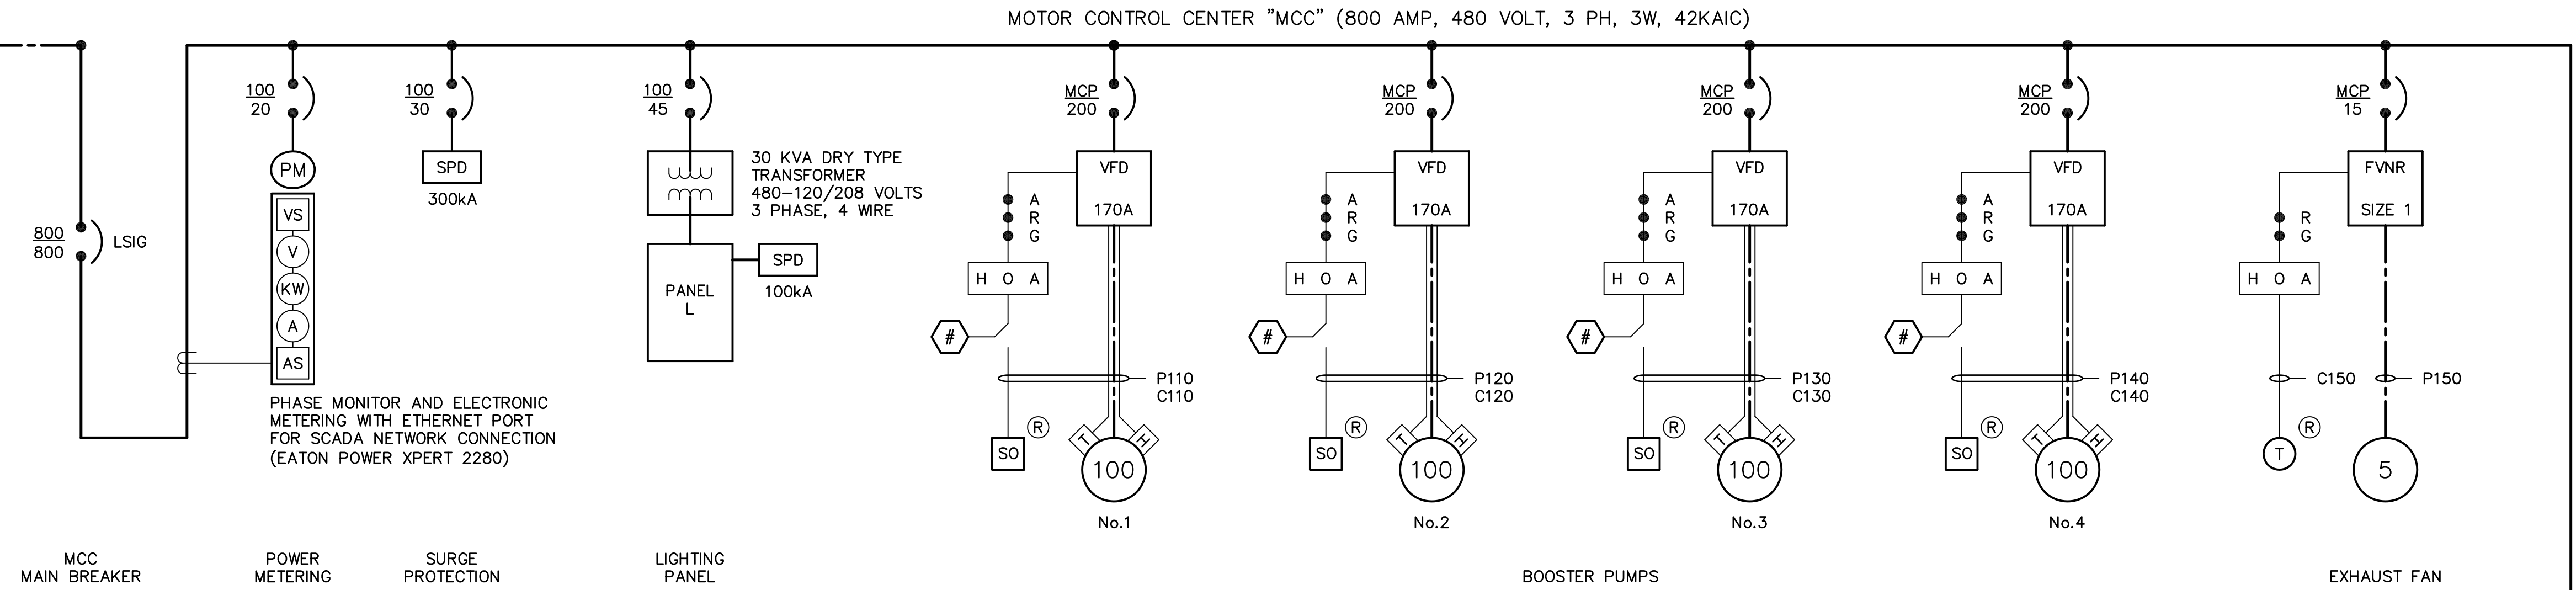 MOTOR CONTROL CENTER "MCC" (800 AMP, 480 VOLT, 3 PH, 3W, 42KAIC)
800
800
LSIG
MCC
MAIN BREAKER
100
20
PM
VS
V
KW
A
AS
PHASE MONITOR AND ELECTRONIC
METERING WITH ETHERNET PORT
FOR SCADA NETWORK CONNECTION
(EATON POWER XPERT 2280)
POWER
METERING
100
30
SPD
300kA
SURGE
PROTECTION
100
45
30 KVA DRY TYPE
TRANSFORMER
480-120/208 VOLTS
3 PHASE, 4 WIRE
PANEL
L
SPD
100kA
LIGHTING
PANEL
MCP
200
VFD
170A
A
R
G
H O A
#
P110
C110
R
SO
T
H
100
No.1
MCP
200
VFD
170A
A
R
G
H O A
#
P120
C120
R
SO
T
H
100
No.2
MCP
200
VFD
170A
A
R
G
H O A
#
P130
C130
R
SO
T
H
100
No.3
MCP
200
VFD
170A
A
R
G
H O A
#
P140
C140
R
SO
T
H
100
No.4
BOOSTER PUMPS
MCP
15
FVNR
SIZE 1
R
G
H O A
C150
P150
R
T
5
EXHAUST FAN